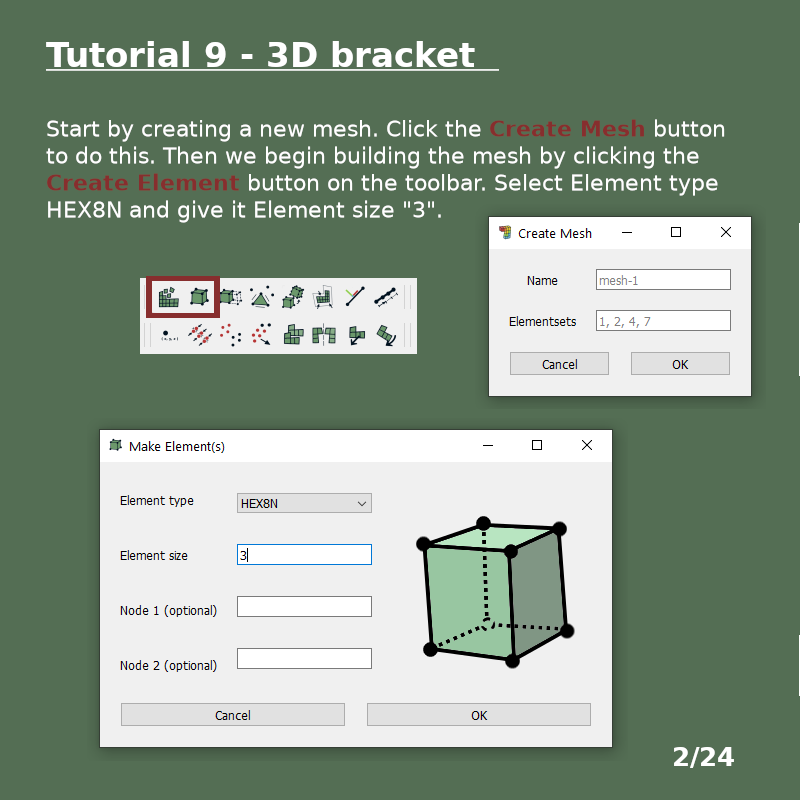 Tutorial 9 - 3D bracket
Start by creating a new mesh. Click the Create Mesh button
to do this. Then we begin building the mesh by clicking the
Create Element button on the toolbar. Select Element type
HEX8N and give it Element size "3".
Create Mesh
Name
mesh-1
Elementsets
1, 2, 4, 7
Cancel
OK
Make Element(s)
Element type
HEX8N
Element size
3
Node 1 (optional)
Node 2 (optional)
Cancel
OK
2/24